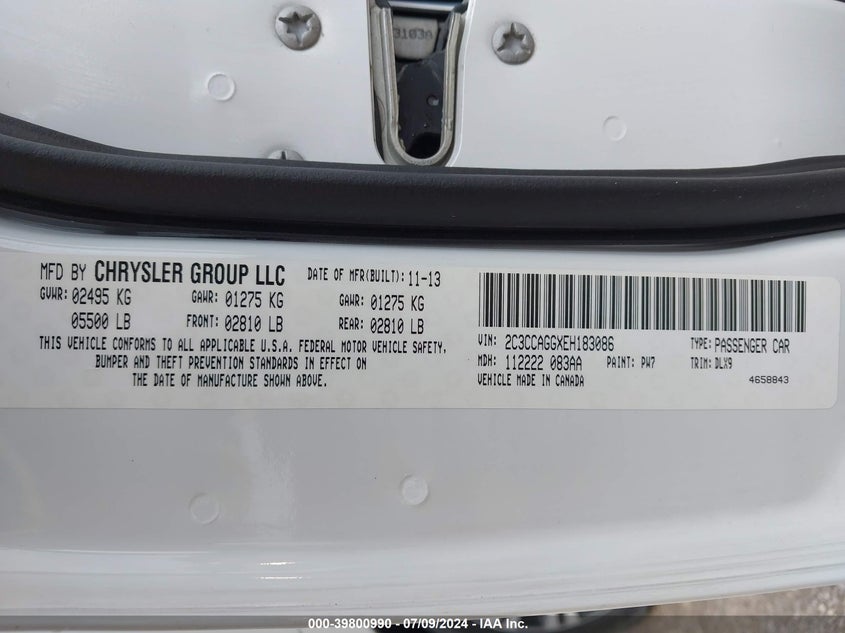 3103A
MFD BY CHRYSLER GROUP LLC DATE OF MFR(BUILT): 11-13
GVWR: 02495 KG GAWR: 01275 KG GAWR: 01275 KG
05500 LB FRONT: 02810 LB REAR: 02810 LB
THIS VEHICLE CONFORMS TO ALL APPLICABLE U.S.A. FEDERAL MOTOR VEHICLE SAFETY,
BUMPER AND THEFT PREVENTION STANDARDS IN EFFECT ON
THE DATE OF MANUFACTURE SHOWN ABOVE.
VIN: 2C3CCAGGXEH183086 TYPE: PASSENGER CAR
MDH: 112222 083AA PAINT: PW7 TRIM: DLX9
VEHICLE MADE IN CANADA 4658843
000-39800990 - 07/09/2024 - IAA Inc.